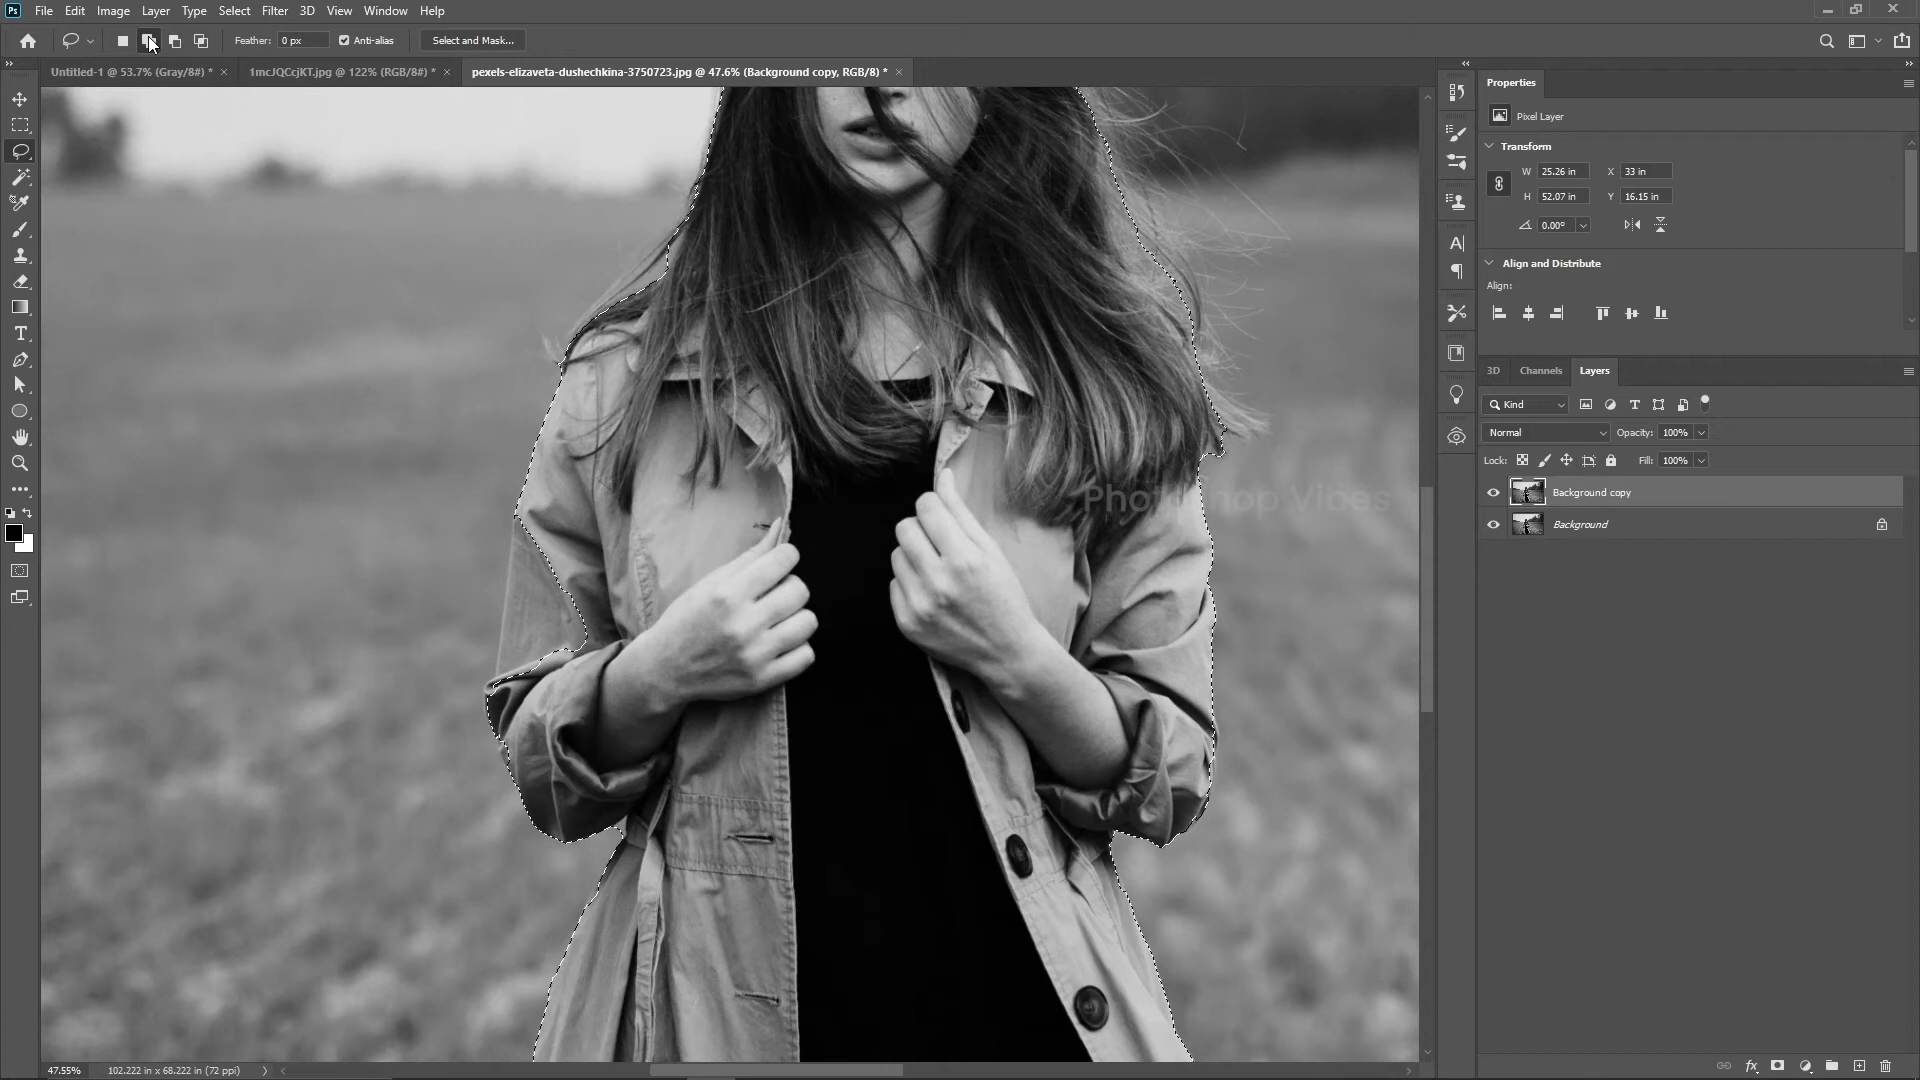 Ps File Edit Image Layer Type Select Filter 3D View Window Help
Feather: 0 px Anti-alias Select and Mask...
Untitled-1 @ 53.7% (Gray/8#) * × 1mcJQCcjKT.jpg @ 122% (RGB/8#) * × pexels-elizaveta-dushechkina-3750723.jpg @ 47.6% (Background copy, RGB/8) * ×
Properties
Pixel Layer
Transform
W 25.26 in X 33 in
H 52.07 in Y 16.15 in
0.00°
Align and Distribute
Align:
3D Channels Layers
Kind
Normal Opacity: 100%
Lock: Fill: 100%
Background copy
Background
Photoshop Vibes
47.55% 102.222 in x 68.222 in (72 ppi)